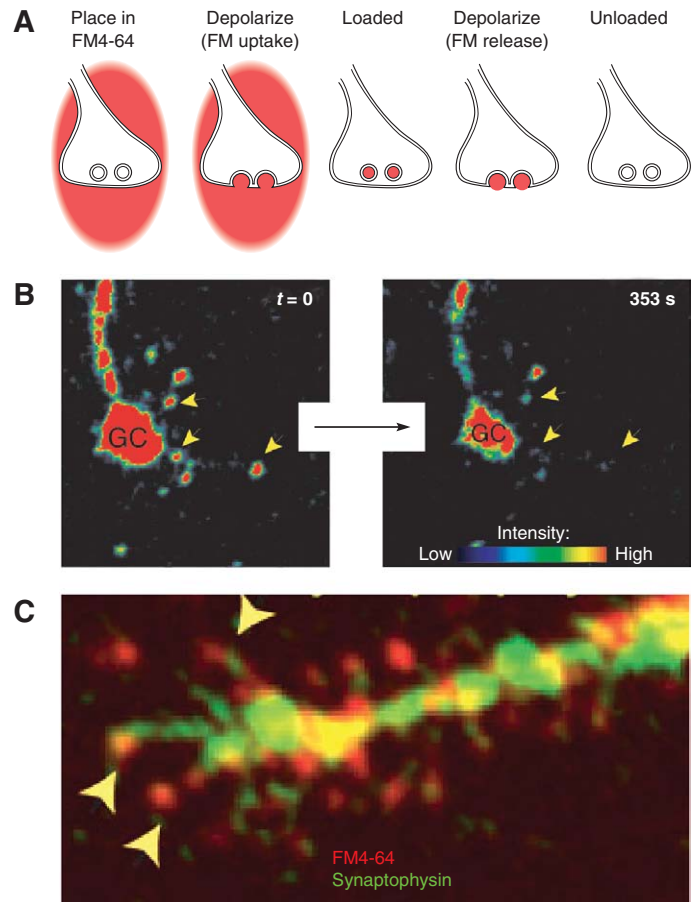 A
Place in
FM4-64
Depolarize
(FM uptake)
Loaded
Depolarize
(FM release)
Unloaded
B
t = 0
353 s
GC
GC
Intensity:
Low
High
C
FM4-64
Synaptophysin